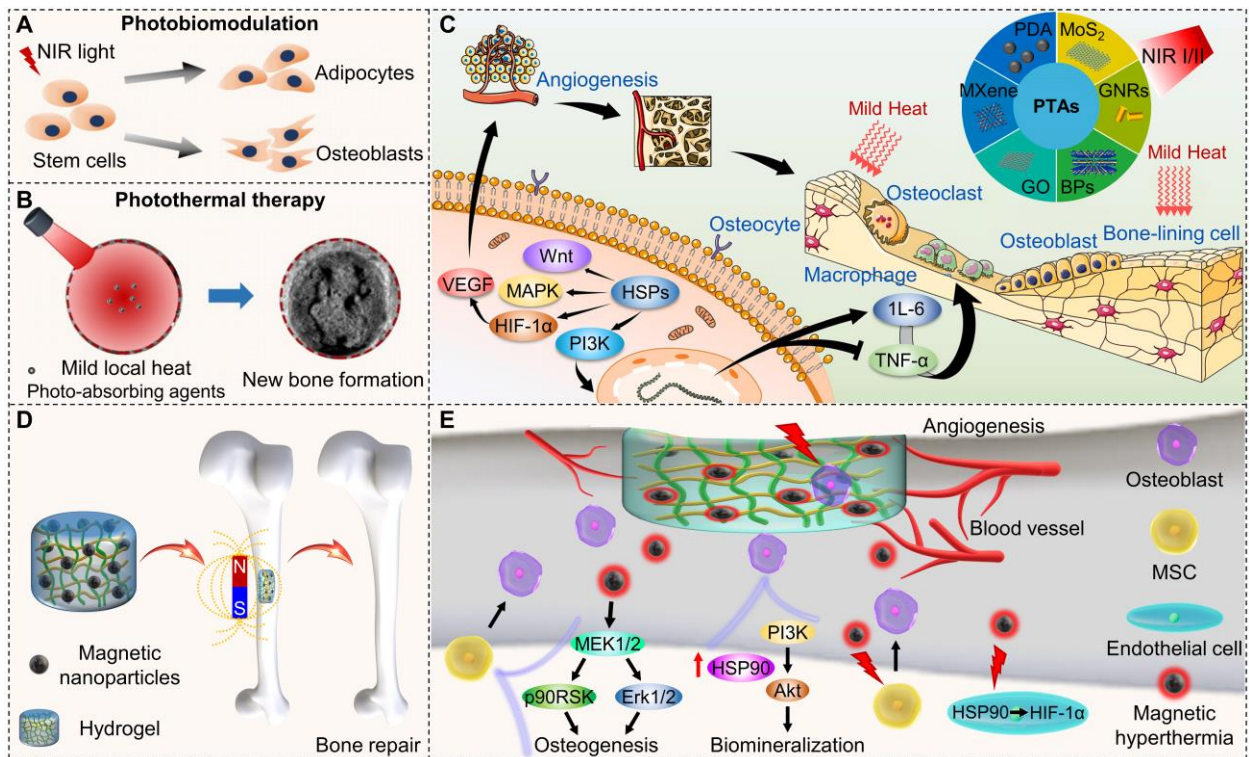 A
Photobiomodulation
NIR light
Stem cells
Adipocytes
Osteoblasts
B
Photothermal therapy
Mild local heat
Photo-absorbing agents
New bone formation
C
Angiogenesis
PDA
MoS2
MXene
GNRs
PTAs
GO
BPs
NIR I/II
Mild Heat
Mild Heat
Osteoclast
Osteocyte
Macrophage
Osteoblast
Bone-lining cell
Wnt
VEGF
MAPK
HSPs
HIF-1α
PI3K
1L-6
TNF-α
D
N
S
Magnetic
nanoparticles
Hydrogel
Bone repair
E
Angiogenesis
Blood vessel
Osteoblast
MSC
Endothelial cell
Magnetic
hyperthermia
MEK1/2
p90RSK
Erk1/2
Osteogenesis
PI3K
HSP90
Akt
Biomineralization
HSP90
HIF-1α